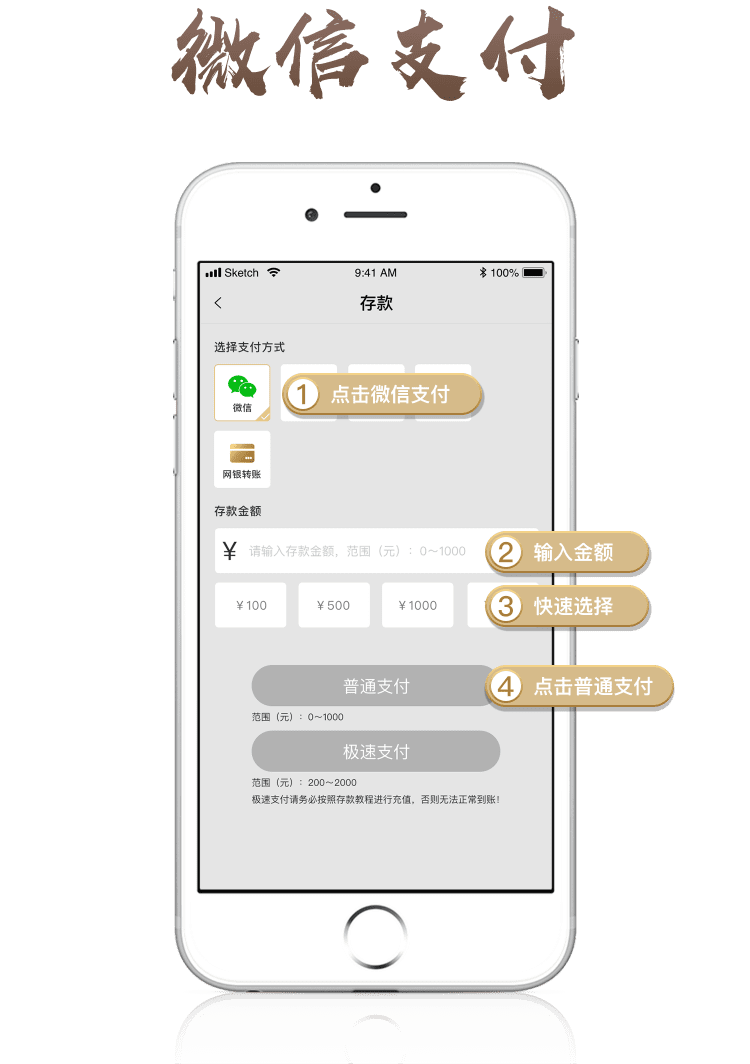 微信支付
Sketch 9:41 AM 100%
存款
选择支付方式
微信
1 点击微信支付
网银转账
存款金额
¥ 请输入存款金额，范围（元）：0～1000
2 输入金额
¥100 ¥500 ¥1000
3 快速选择
普通支付
4 点击普通支付
范围（元）：0～1000
极速支付
范围（元）：200～2000
极速支付请务必按照存款教程进行充值，否则无法正常到账！